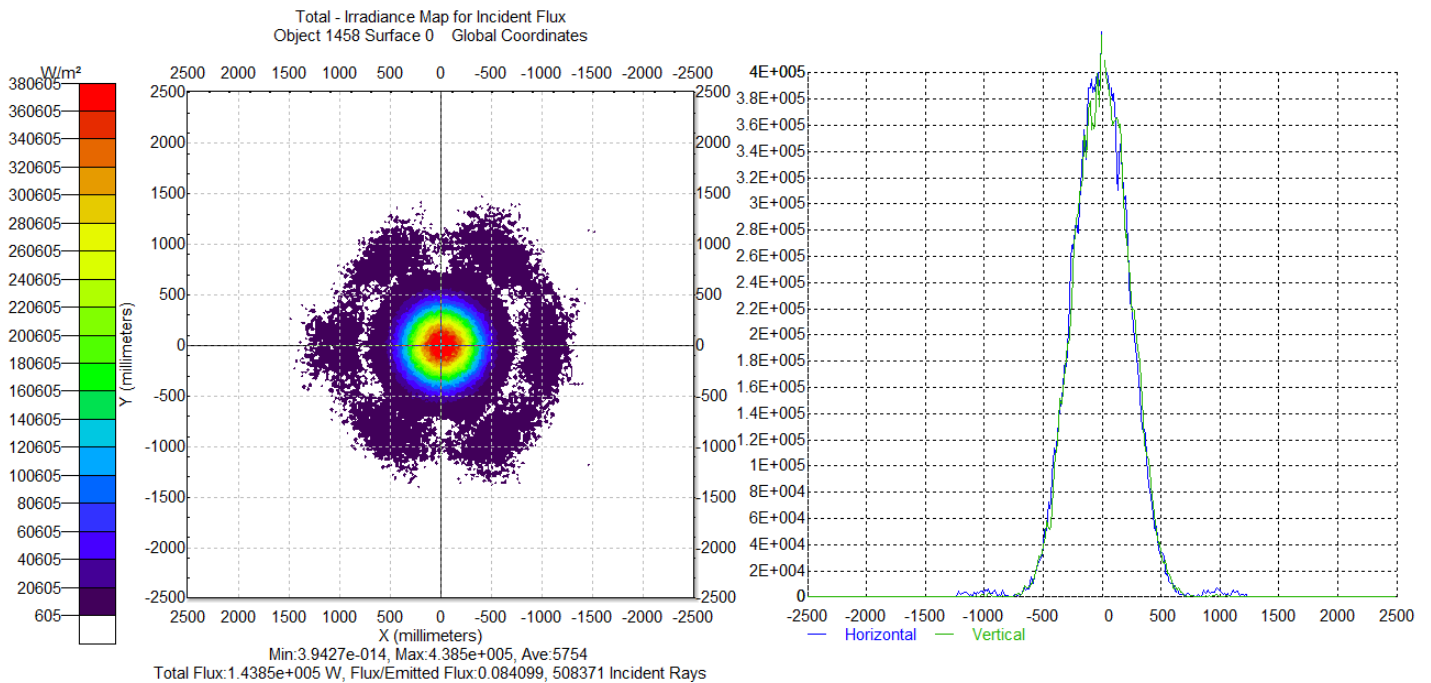 Total - Irradiance Map for Incident Flux
Object 1458 Surface 0    Global Coordinates
W/m²
380605
360605
340605
320605
300605
280605
260605
240605
220605
200605
180605
160605
140605
120605
100605
80605
60605
40605
20605
605
2500 2000 1500 1000 500 0 -500 -1000 -1500 -2000 -2500
2500 2500
2000 2000
1500 1500
1000 1000
500 500
0 0
-500 -500
-1000 -1000
-1500 -1500
-2000 -2000
-2500 -2500
Y (millimeters)
2500 2000 1500 1000 500 0 -500 -1000 -1500 -2000 -2500
X (millimeters)
Min:3.9427e-014, Max:4.385e+005, Ave:5754
Total Flux:1.4385e+005 W, Flux/Emitted Flux:0.084099, 508371 Incident Rays
4E+005
3.8E+005
3.6E+005
3.4E+005
3.2E+005
3E+005
2.8E+005
2.6E+005
2.4E+005
2.2E+005
2E+005
1.8E+005
1.6E+005
1.4E+005
1.2E+005
1E+005
8E+004
6E+004
4E+004
2E+004
0
-2500 -2000 -1500 -1000 -500 0 500 1000 1500 2000 2500
Horizontal Vertical